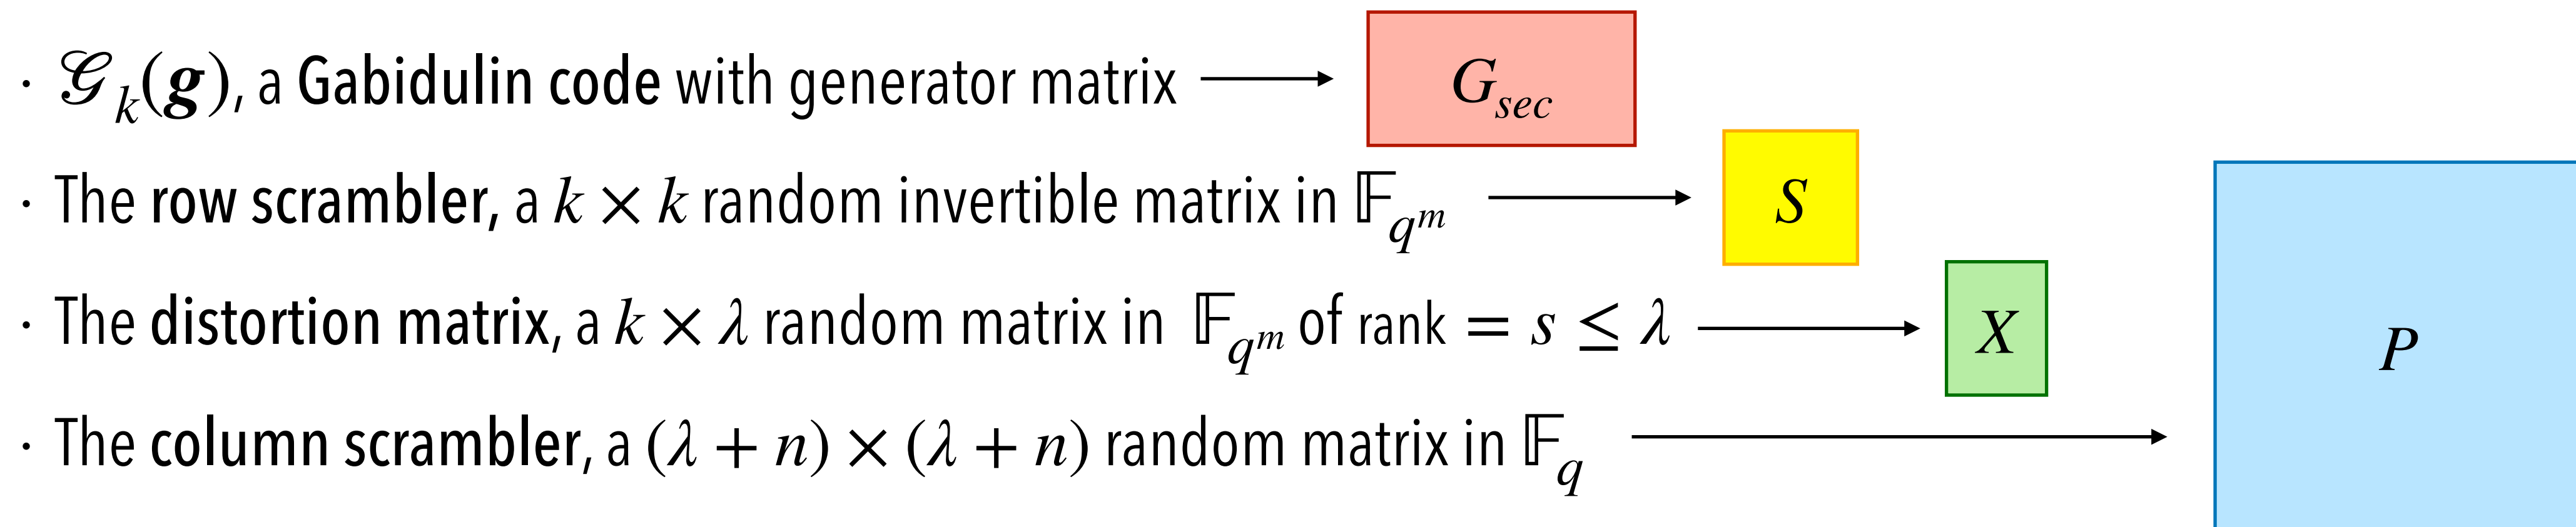 · 𝒢_k(𝒈), a Gabidulin code with generator matrix ⟶ G_sec
· The row scrambler, a k × k random invertible matrix in 𝔽_{q^m} ⟶ S
· The distortion matrix, a k × λ random matrix in 𝔽_{q^m} of rank = s ≤ λ ⟶ X
· The column scrambler, a (λ + n) × (λ + n) random matrix in 𝔽_q ⟶ P